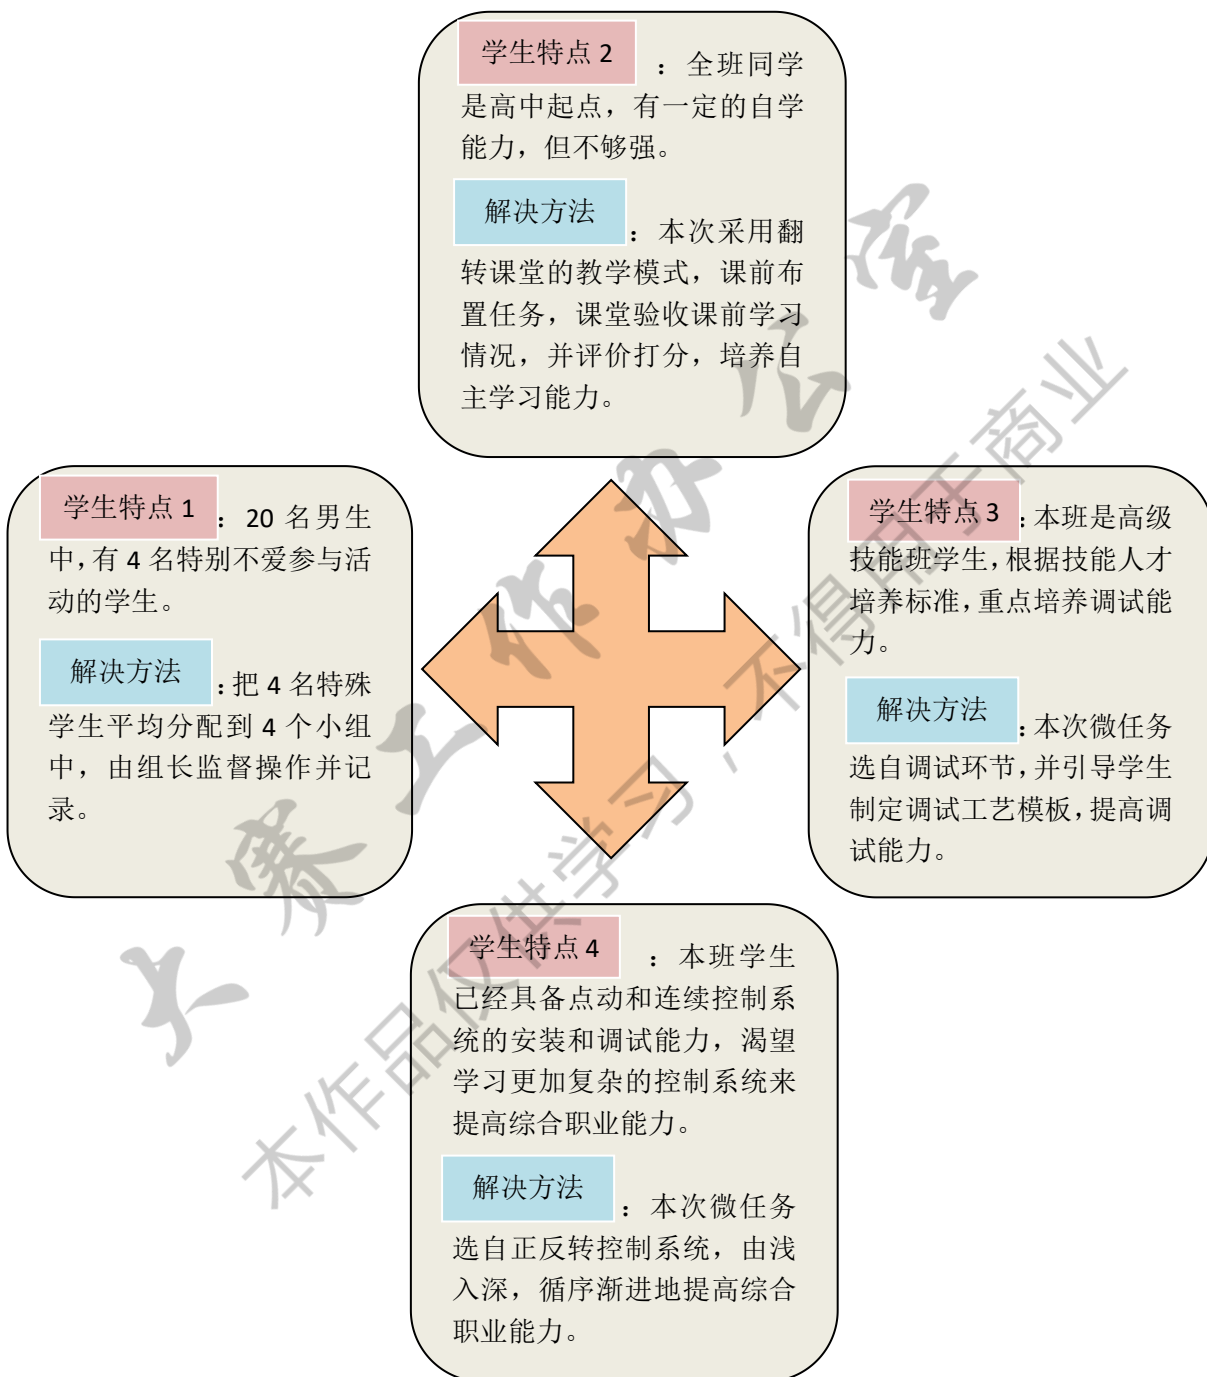 学生特点 2 ：全班同学
是高中起点，有一定的自学
能力，但不够强。
解决方法 ：本次采用翻
转课堂的教学模式，课前布
置任务，课堂验收课前学习
情况，并评价打分，培养自
主学习能力。
学生特点 1 ：20 名男生
中，有 4 名特别不爱参与活
动的学生。
解决方法 ：把 4 名特殊
学生平均分配到 4 个小组
中，由组长监督操作并记
录。
学生特点 3 ：本班是高级
技能班学生，根据技能人才
培养标准，重点培养调试能
力。
解决方法 ：本次微任务
选自调试环节，并引导学生
制定调试工艺模板，提高调
试能力。
学生特点 4 ：本班学生
已经具备点动和连续控制系
统的安装和调试能力，渴望
学习更加复杂的控制系统来
提高综合职业能力。
解决方法 ：本次微任务
选自正反转控制系统，由浅
入深，循序渐进地提高综合
职业能力。
大赛工作办公室
本作品仅供学习，不得用于商业